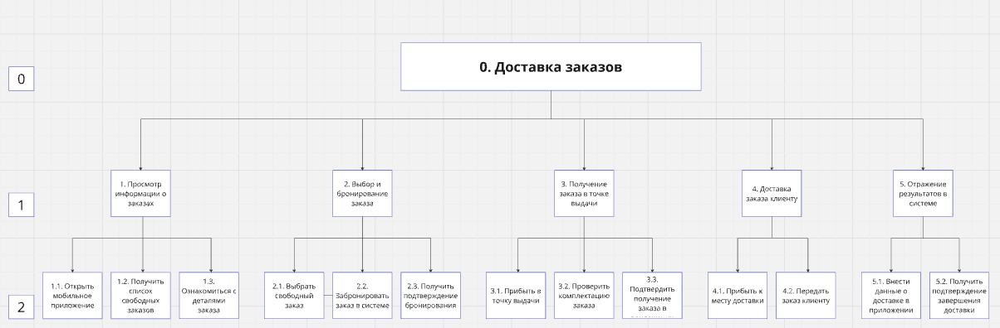 0. Доставка заказов
0
1. Просмотр
информации о
заказах
2. Выбор и
бронирование
заказа
3. Получение
заказа в точке
выдачи
4. Доставка
заказа клиенту
5. Отражение
результатов в
системе
1
1.1. Открыть
мобильное
приложение
1.2. Получить
список
свободных
заказов
1.3.
Ознакомиться с
деталями
заказа
2.1. Выбрать
свободный
заказ
2.2.
Забронировать
заказ в системе
2.3. Получить
подтверждение
бронирования
3.1. Прибыть в
точку выдачи
3.2. Проверить
комплектацию
заказа
3.3.
Подтвердить
получение
заказа в
4.1. Прибыть к
месту доставки
4.2. Передать
заказ клиенту
5.1. Внести
данные о
доставке в
приложении
5.2. Получить
подтверждение
завершения
доставки
2